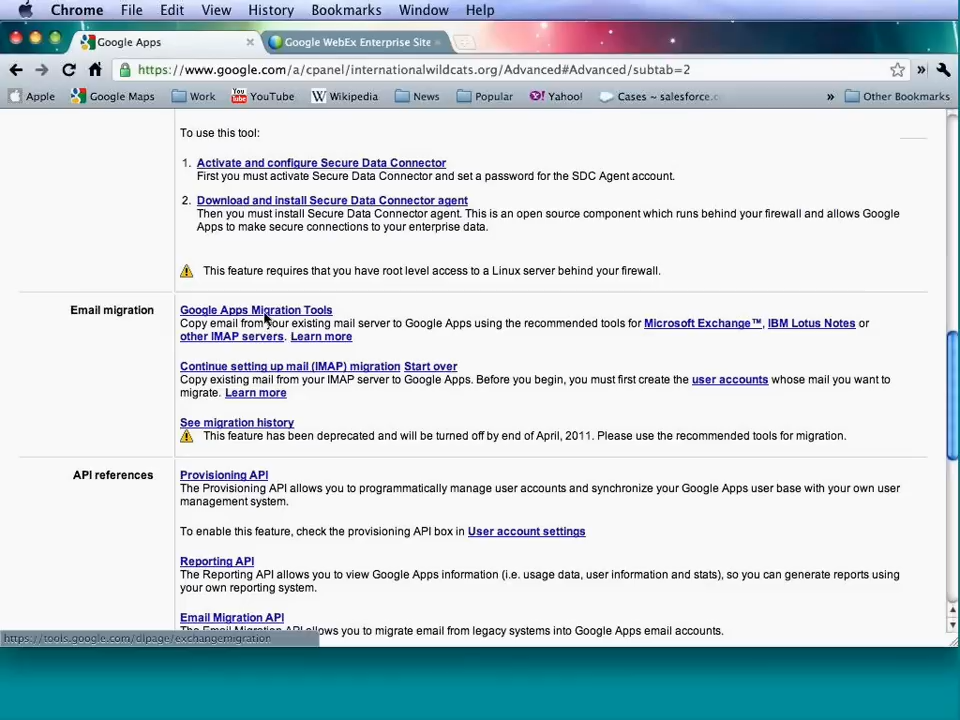 Chrome File Edit View History Bookmarks Window Help
Google Apps
Google WebEx Enterprise Site
https://www.google.com/a/cpanel/internationalwildcats.org/Advanced#Advanced/subtab=2
Apple Google Maps Work YouTube Wikipedia News Popular Yahoo! Cases ~ salesforce.c » Other Bookmarks
To use this tool:
1. Activate and configure Secure Data Connector
First you must activate Secure Data Connector and set a password for the SDC Agent account.
2. Download and install Secure Data Connector agent
Then you must install Secure Data Connector agent. This is an open source component which runs behind your firewall and allows Google
Apps to make secure connections to your enterprise data.
This feature requires that you have root level access to a Linux server behind your firewall.
Email migration
Google Apps Migration Tools
Copy email from your existing mail server to Google Apps using the recommended tools for Microsoft Exchange™, IBM Lotus Notes or
other IMAP servers. Learn more
Continue setting up mail (IMAP) migration Start over
Copy existing mail from your IMAP server to Google Apps. Before you begin, you must first create the user accounts whose mail you want to
migrate. Learn more
See migration history
This feature has been deprecated and will be turned off by end of April, 2011. Please use the recommended tools for migration.
API references
Provisioning API
The Provisioning API allows you to programmatically manage user accounts and synchronize your Google Apps user base with your own user
management system.
To enable this feature, check the provisioning API box in User account settings
Reporting API
The Reporting API allows you to view Google Apps information (i.e. usage data, user information and stats), so you can generate reports using
your own reporting system.
Email Migration API
The Email Migration API allows you to migrate email from legacy systems into Google Apps email accounts.
https://tools.google.com/dlpage/exchangemigration